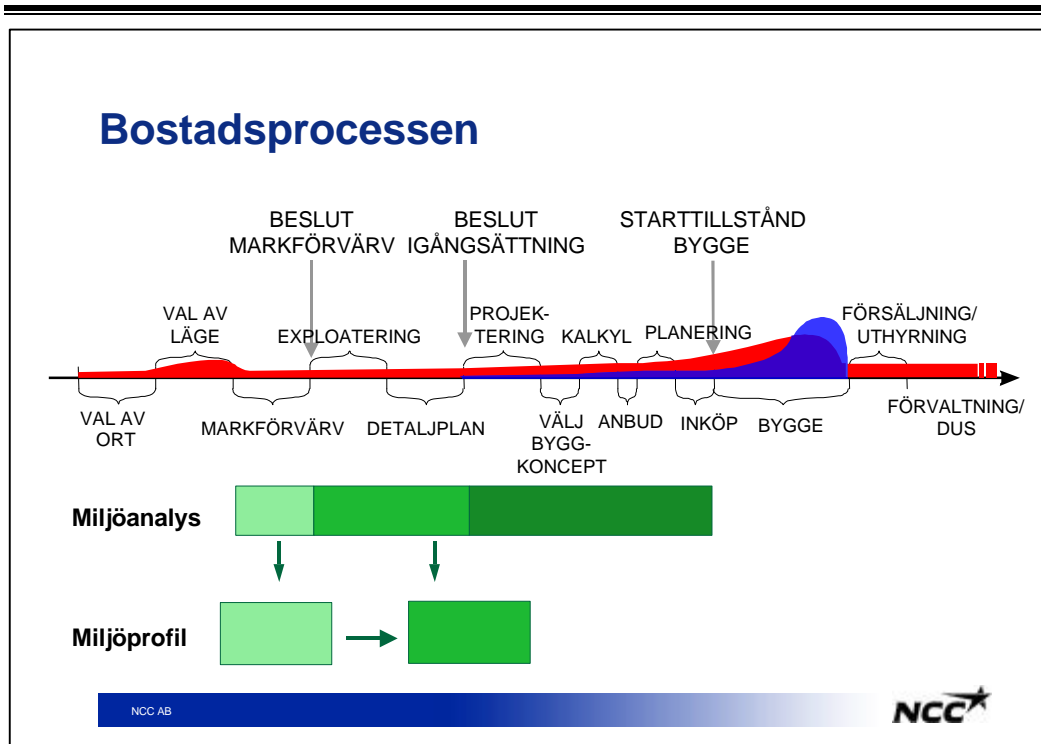 Bostadsprocessen
BESLUT
MARKFÖRVÄRV
BESLUT
IGÅNGSÄTTNING
STARTTILLSTÅND
BYGGE
VAL AV
LÄGE
EXPLOATERING
PROJEK-
TERING
KALKYL
PLANERING
FÖRSÄLJNING/
UTHYRNING
VAL AV
ORT
MARKFÖRVÄRV
DETALJPLAN
VÄLJ
BYGG-
KONCEPT
ANBUD
INKÖP
BYGGE
FÖRVALTNING/
DUS
Miljöanalys
Miljöprofil
NCC AB
NCC